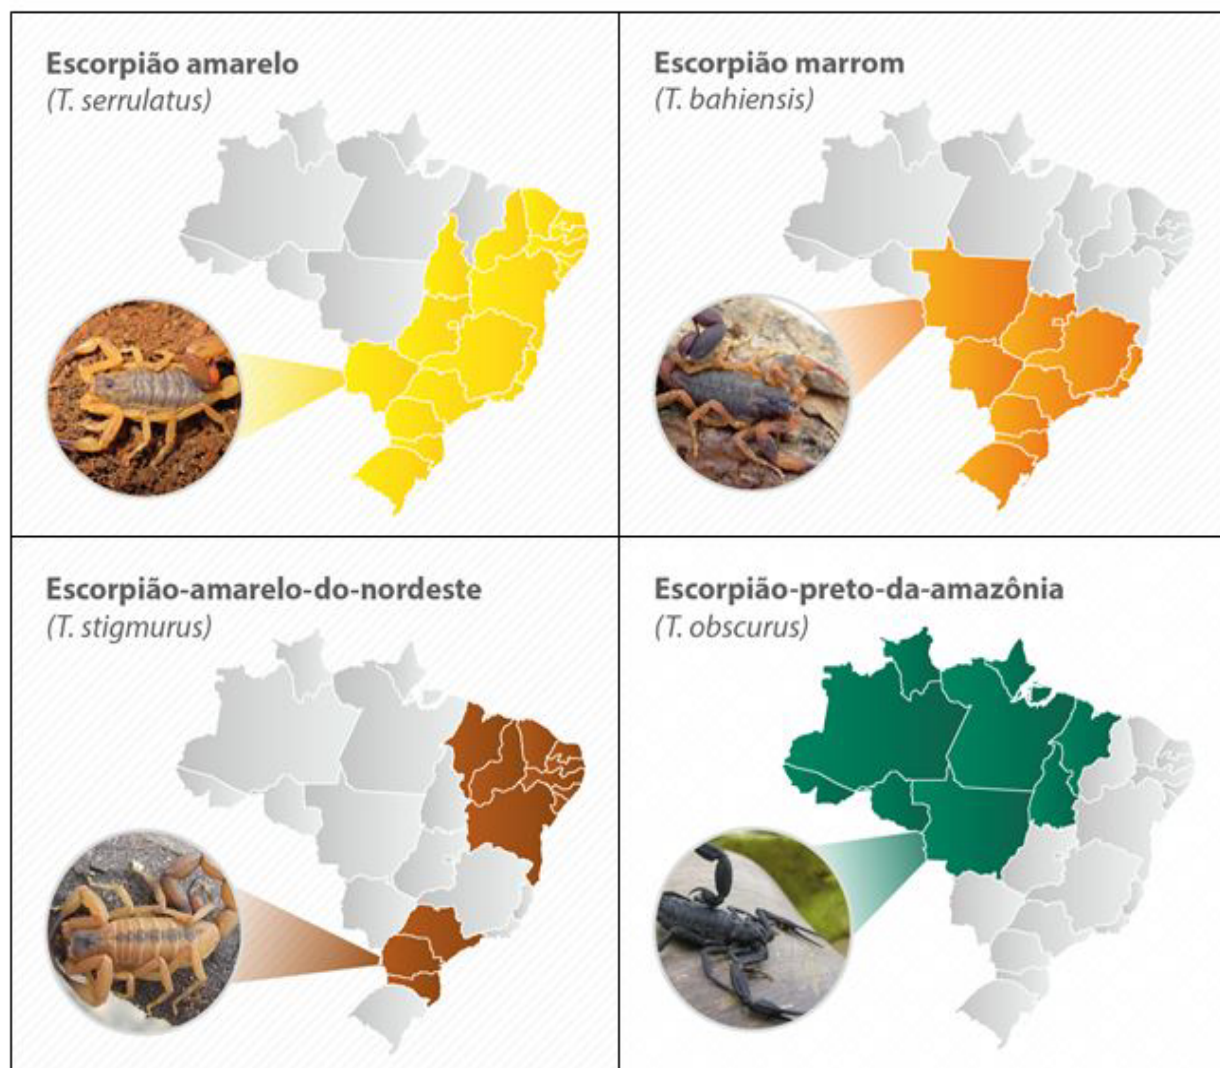 Escorpião amarelo
(T. serrulatus)
Escorpião marrom
(T. bahiensis)
Escorpião-amarelo-do-nordeste
(T. stigmurus)
Escorpião-preto-da-amazônia
(T. obscurus)